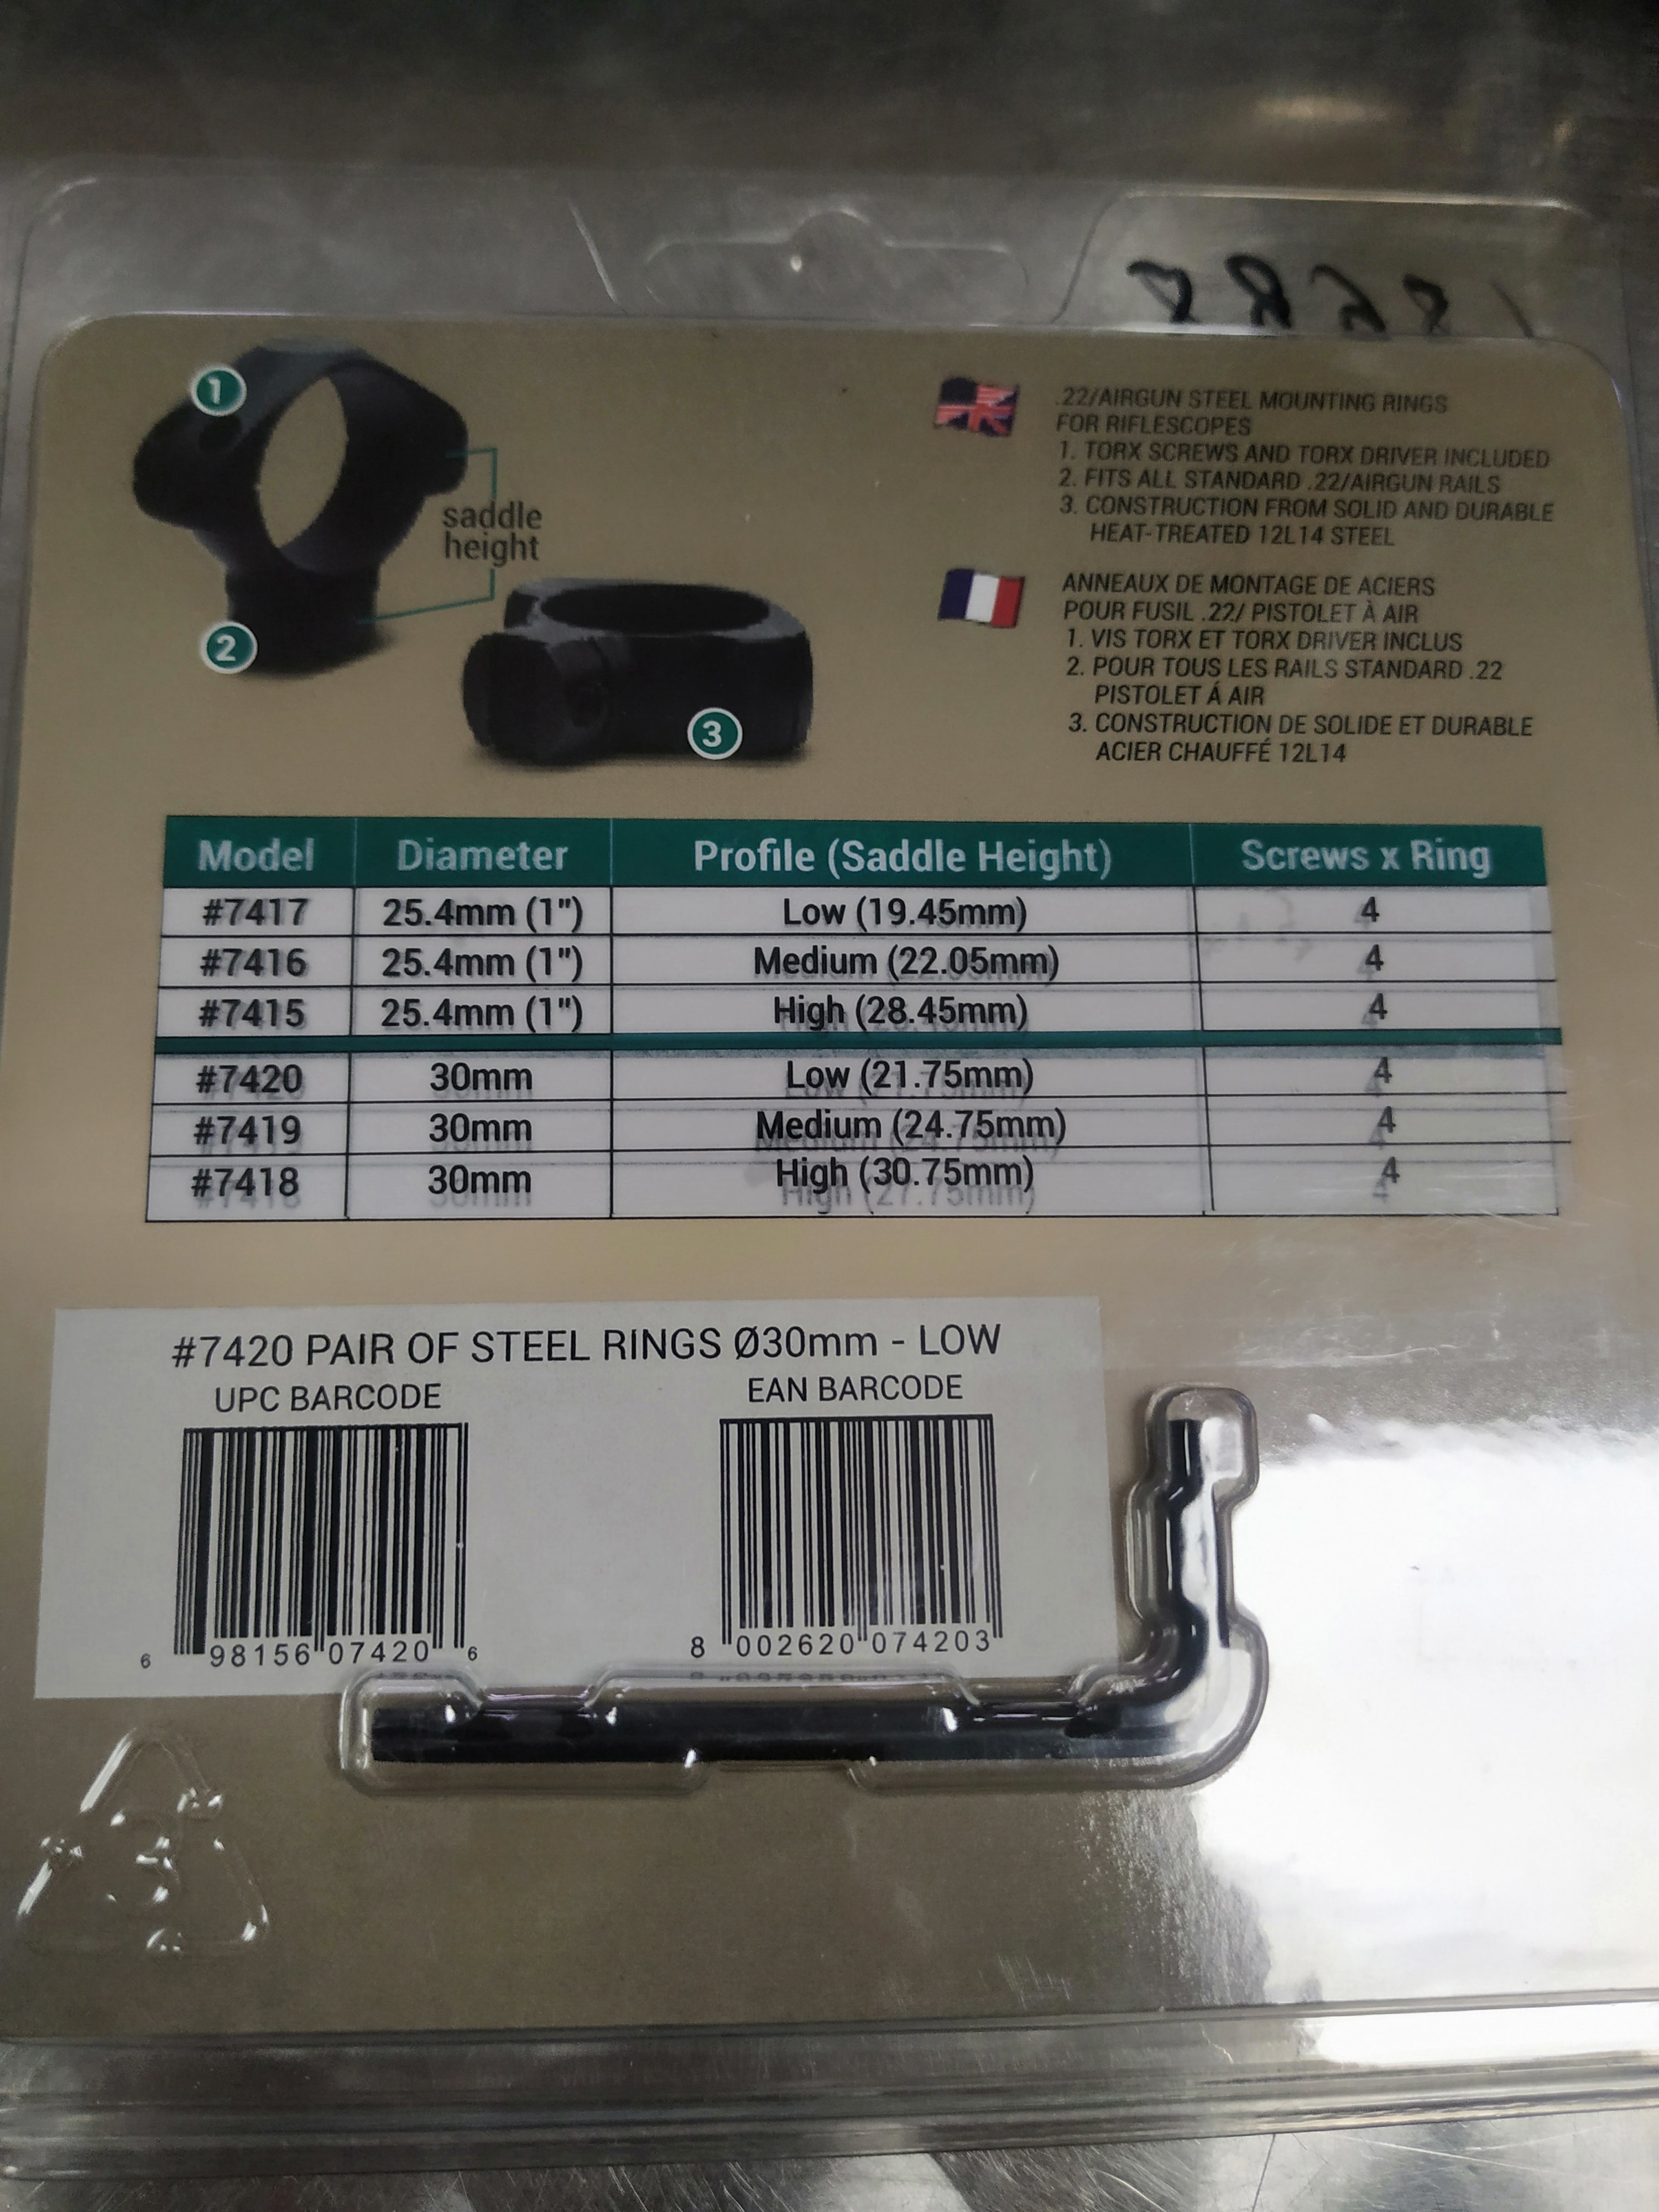 1
2
3
saddle
height
.22/AIRGUN STEEL MOUNTING RINGS
FOR RIFLESCOPES
1. TORX SCREWS AND TORX DRIVER INCLUDED
2. FITS ALL STANDARD .22/AIRGUN RAILS
3. CONSTRUCTION FROM SOLID AND DURABLE
HEAT-TREATED 12L14 STEEL
ANNEAUX DE MONTAGE DE ACIERS
POUR FUSIL .22/ PISTOLET À AIR
1. VIS TORX ET TORX DRIVER INCLUS
2. POUR TOUS LES RAILS STANDARD .22
PISTOLET Á AIR
3. CONSTRUCTION DE SOLIDE ET DURABLE
ACIER CHAUFFÉ 12L14
Model Diameter Profile (Saddle Height) Screws x Ring
#7417 25.4mm (1") Low (19.45mm) 4
#7416 25.4mm (1") Medium (22.05mm) 4
#7415 25.4mm (1") High (28.45mm) 4
#7420 30mm Low (21.75mm) 4
#7419 30mm Medium (24.75mm) 4
#7418 30mm High (30.75mm) 4
#7420 PAIR OF STEEL RINGS Ø30mm - LOW
UPC BARCODE EAN BARCODE
6 98156 07420 6
8 002620 074203